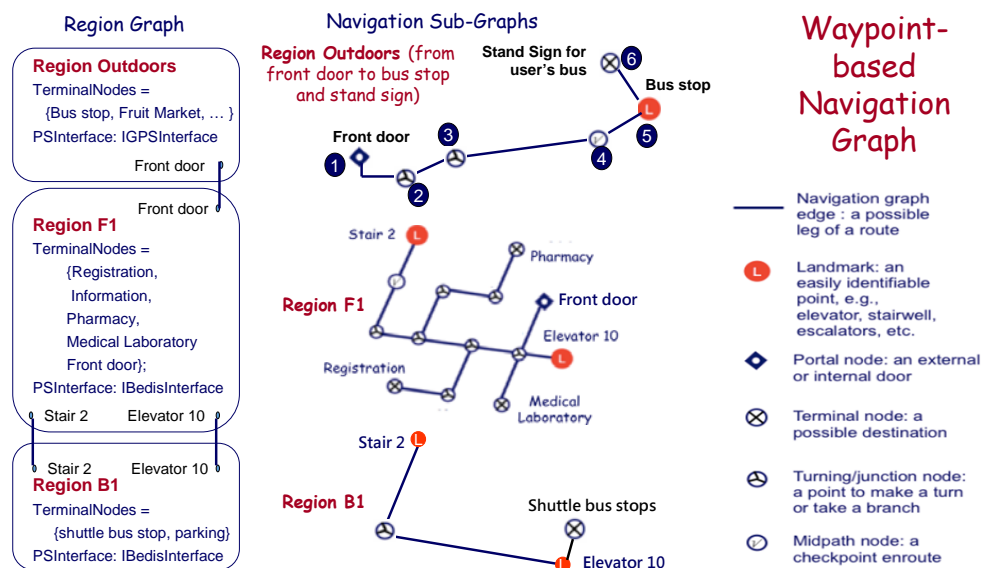 Region Graph
Region Outdoors
TerminalNodes =
{Bus stop, Fruit Market, … }
PSInterface: IGPSInterface
Front door
Front door
Region F1
TerminalNodes =
{Registration,
Information,
Pharmacy,
Medical Laboratory
Front door};
PSInterface: IBedisInterface
Stair 2 Elevator 10
Stair 2 Elevator 10
Region B1
TerminalNodes =
{shuttle bus stop, parking}
PSInterface: IBedisInterface
Navigation Sub-Graphs
Region Outdoors (from
front door to bus stop
and stand sign)
Stand Sign for
user's bus
6
Bus stop
L
5
4
3
Front door
1
2
Stair 2
L
Pharmacy
Region F1
Front door
Elevator 10
L
Registration
Medical
Laboratory
Stair 2
L
Region B1
Shuttle bus stops
L
Elevator 10
Waypoint-
based
Navigation
Graph
Navigation graph
edge : a possible
leg of a route
L
Landmark: an
easily identifiable
point, e.g.,
elevator, stairwell,
escalators, etc.
Portal node: an external
or internal door
Terminal node: a
possible destination
Turning/junction node:
a point to make a turn
or take a branch
Midpath node: a
checkpoint enroute